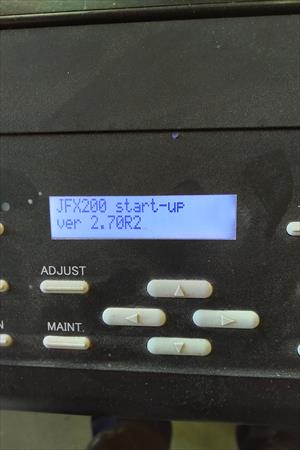 JFX200 start-up
ver 2.70R2
ADJUST
MAINT.